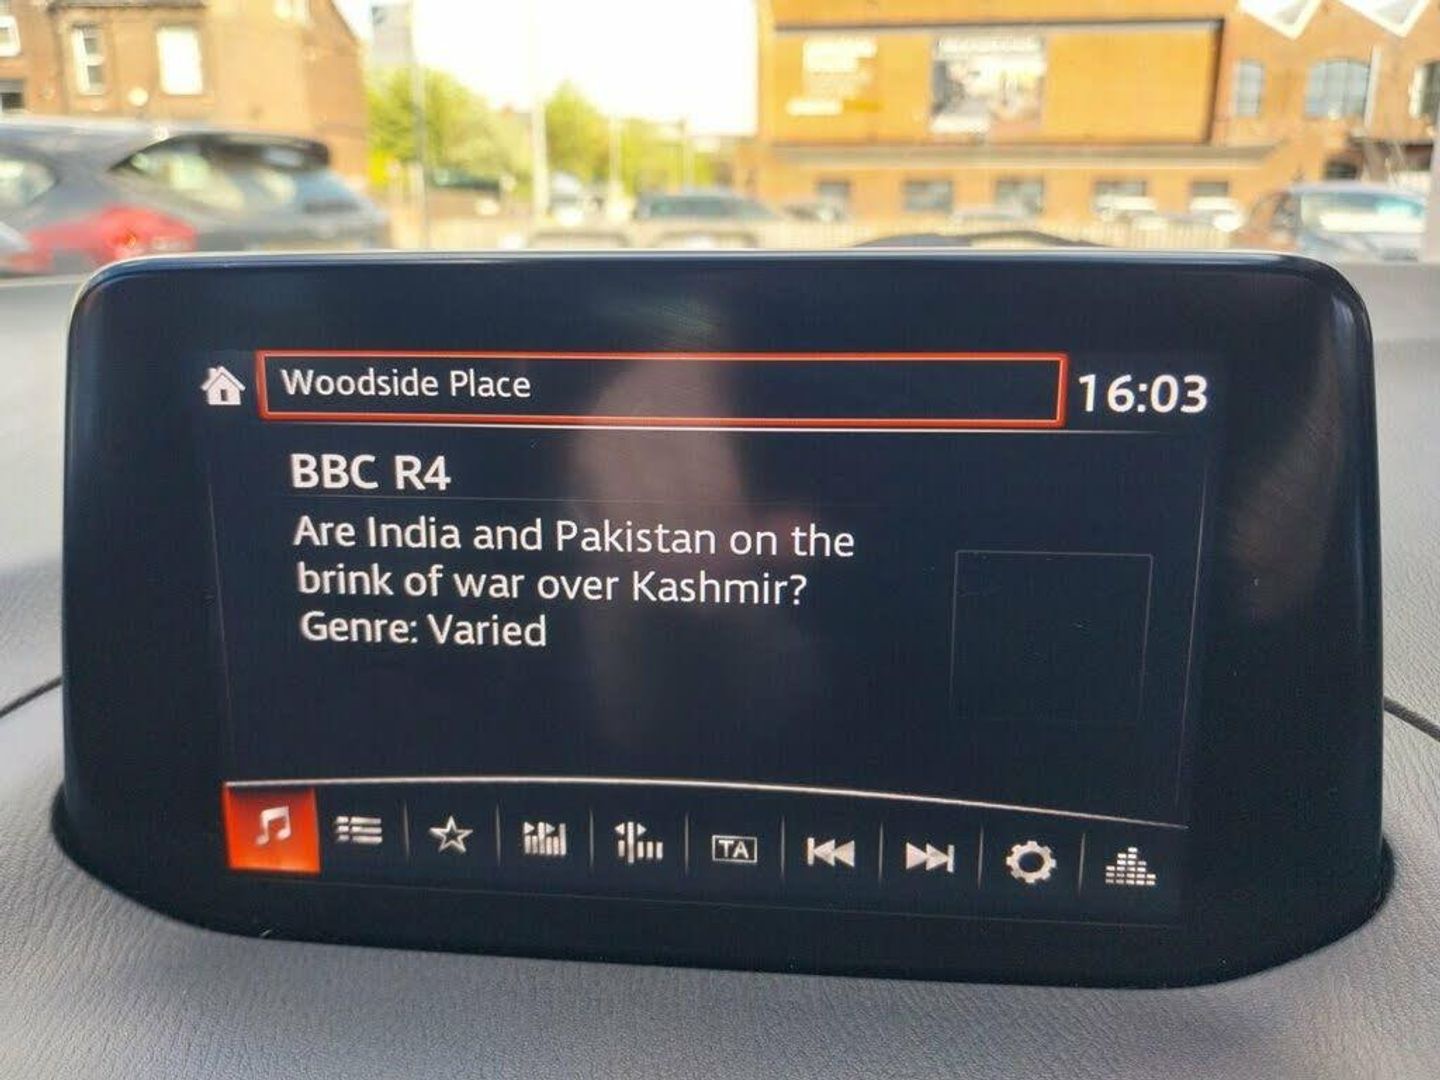 Woodside Place
16:03
BBC R4
Are India and Pakistan on the
brink of war over Kashmir?
Genre: Varied
TA